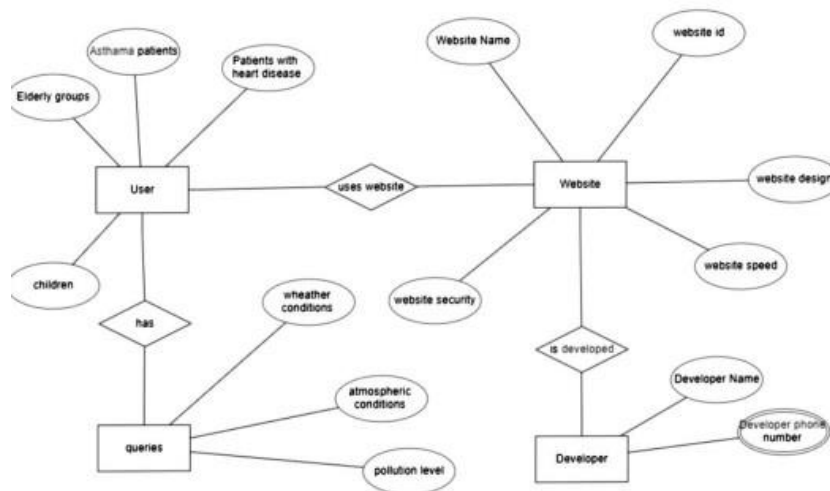 Asthama patients
Patients with
heart disease
Elderly groups
User
children
uses website
Website Name
website id
Website
website design
website speed
website security
has
wheather
conditions
atmospheric
conditions
pollution level
queries
is developed
Developer Name
Developer phone
number
Developer